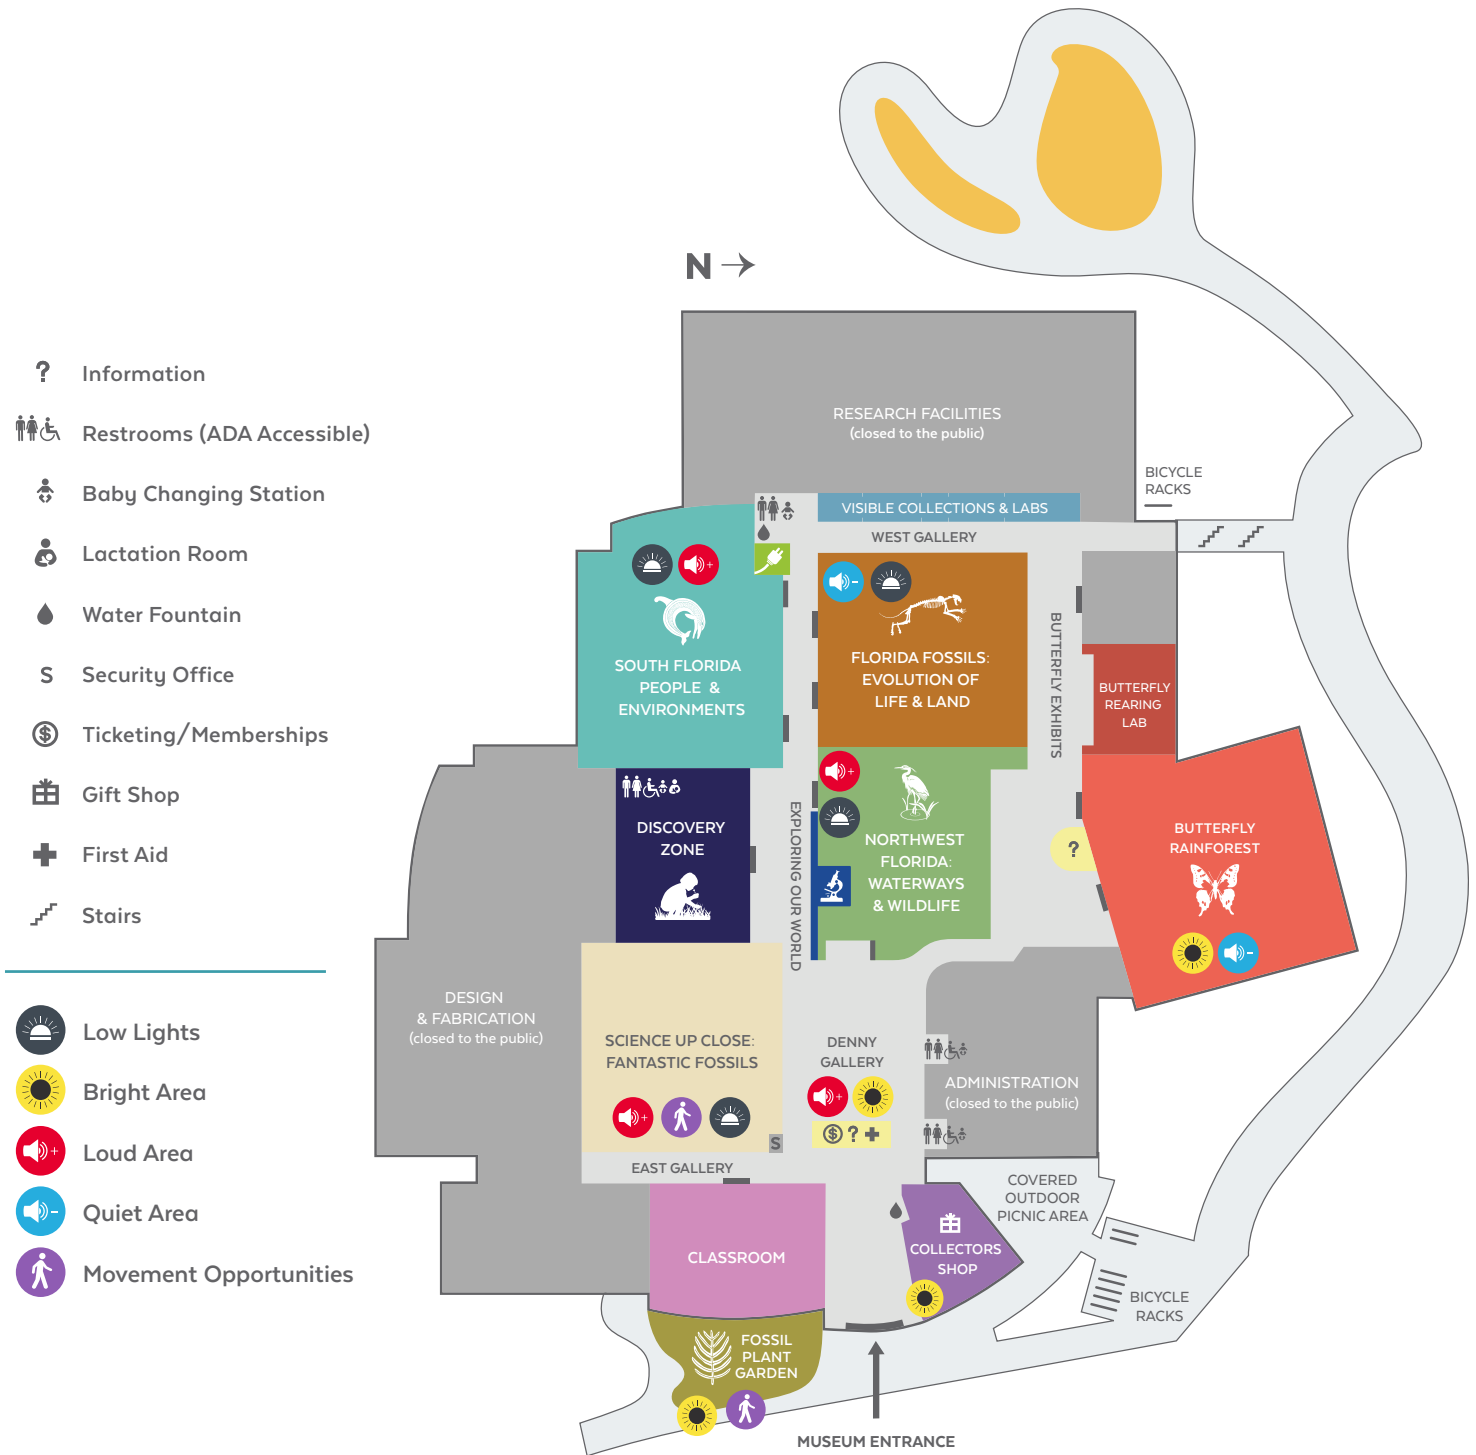 N
?
Information
Restrooms (ADA Accessible)
Baby Changing Station
Lactation Room
Water Fountain
S
Security Office
$
Ticketing/Memberships
Gift Shop
First Aid
Stairs
Low Lights
Bright Area
+
Loud Area
-
Quiet Area
Movement Opportunities
RESEARCH FACILITIES
(closed to the public)
BICYCLE
RACKS
VISIBLE COLLECTIONS & LABS
WEST GALLERY
+
-
SOUTH FLORIDA
PEOPLE &
ENVIRONMENTS
FLORIDA FOSSILS:
EVOLUTION OF
LIFE & LAND
BUTTERFLY EXHIBITS
BUTTERFLY
REARING
LAB
+
DISCOVERY
ZONE
EXPLORING OUR WORLD
NORTHWEST
FLORIDA:
WATERWAYS
& WILDLIFE
?
BUTTERFLY
RAINFOREST
-
DESIGN
& FABRICATION
(closed to the public)
SCIENCE UP CLOSE:
FANTASTIC FOSSILS
+
S
DENNY
GALLERY
+
$ ?
ADMINISTRATION
(closed to the public)
EAST GALLERY
COVERED
OUTDOOR
PICNIC AREA
CLASSROOM
COLLECTORS
SHOP
BICYCLE
RACKS
FOSSIL
PLANT
GARDEN
MUSEUM ENTRANCE